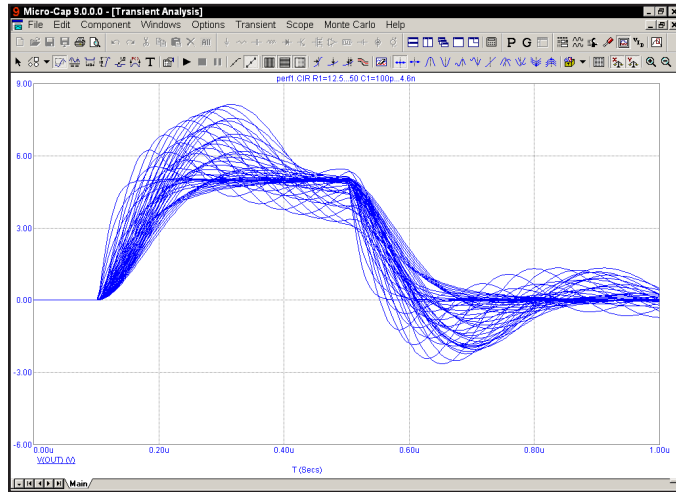 9 Micro-Cap 9.0.0.0 - [Transient Analysis]
File Edit Component Windows Options Transient Scope Monte Carlo Help
All P G
T
perf1.CIR R1=12.5...50 C1=100p...4.6n
9.00
6.00
3.00
0.00
-3.00
-6.00
0.00u 0.20u 0.40u 0.60u 0.80u 1.00u
V(OUT) (V)
T (Secs)
Main